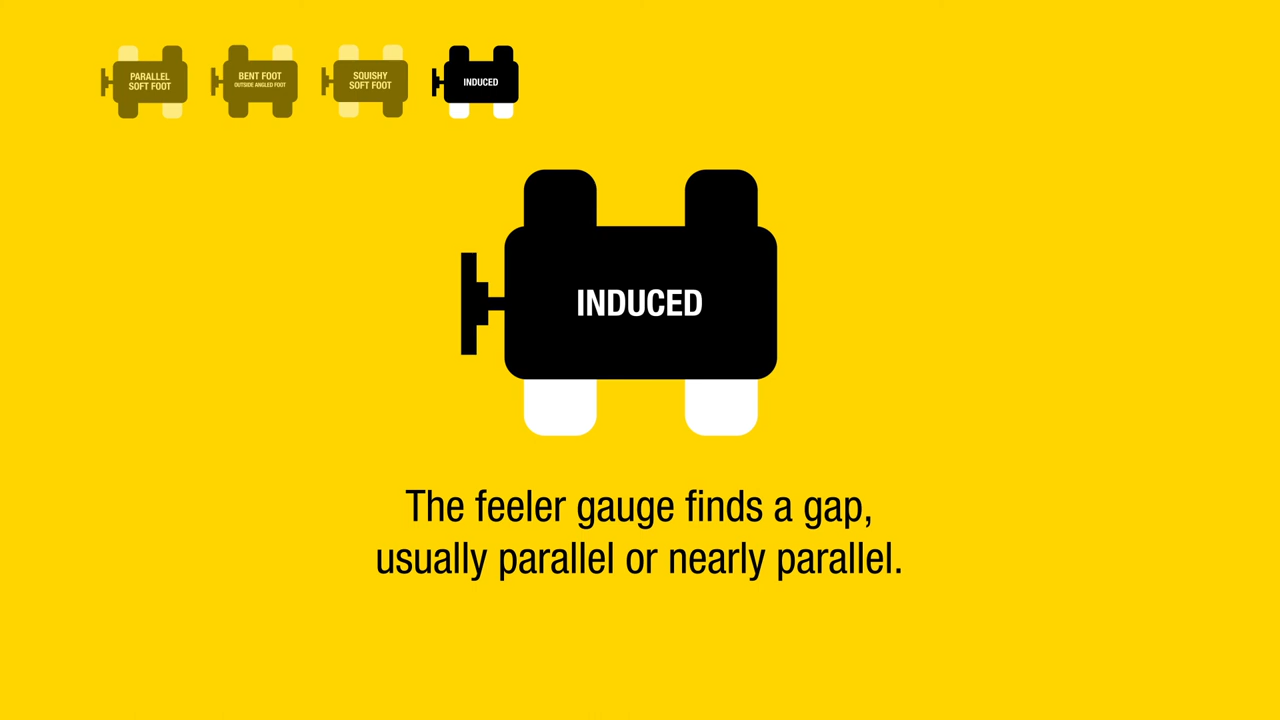 PARALLEL
SOFT FOOT
BENT FOOT
OUTSIDE ANGLED FOOT
SQUISHY
SOFT FOOT
INDUCED
INDUCED
The feeler gauge finds a gap,
usually parallel or nearly parallel.